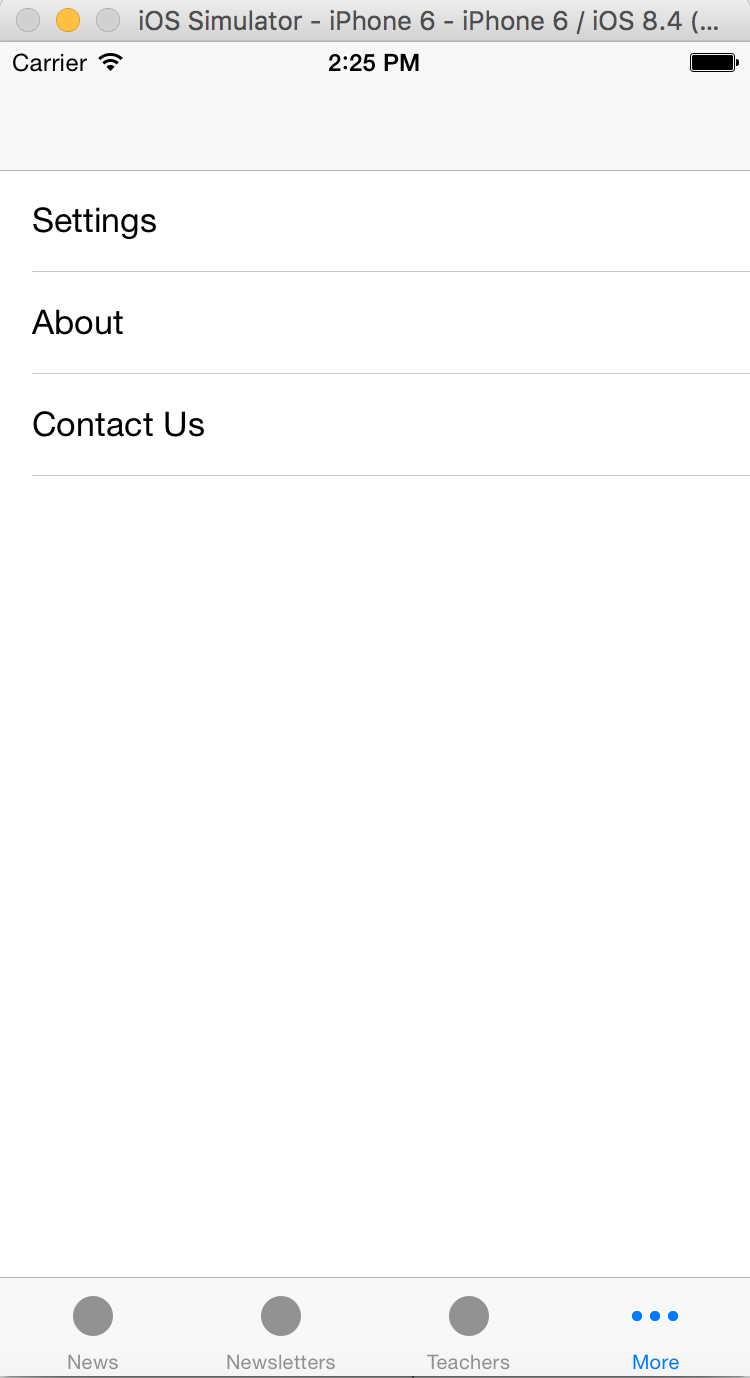 iOS Simulator - iPhone 6 - iPhone 6 / iOS 8.4 (...
Carrier 2:25 PM
Settings
About
Contact Us
News Newsletters Teachers More